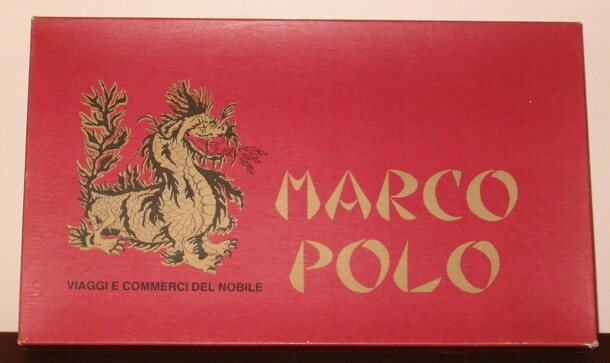 VIAGGI E COMMERCI DEL NOBILE
MARCO
POLO